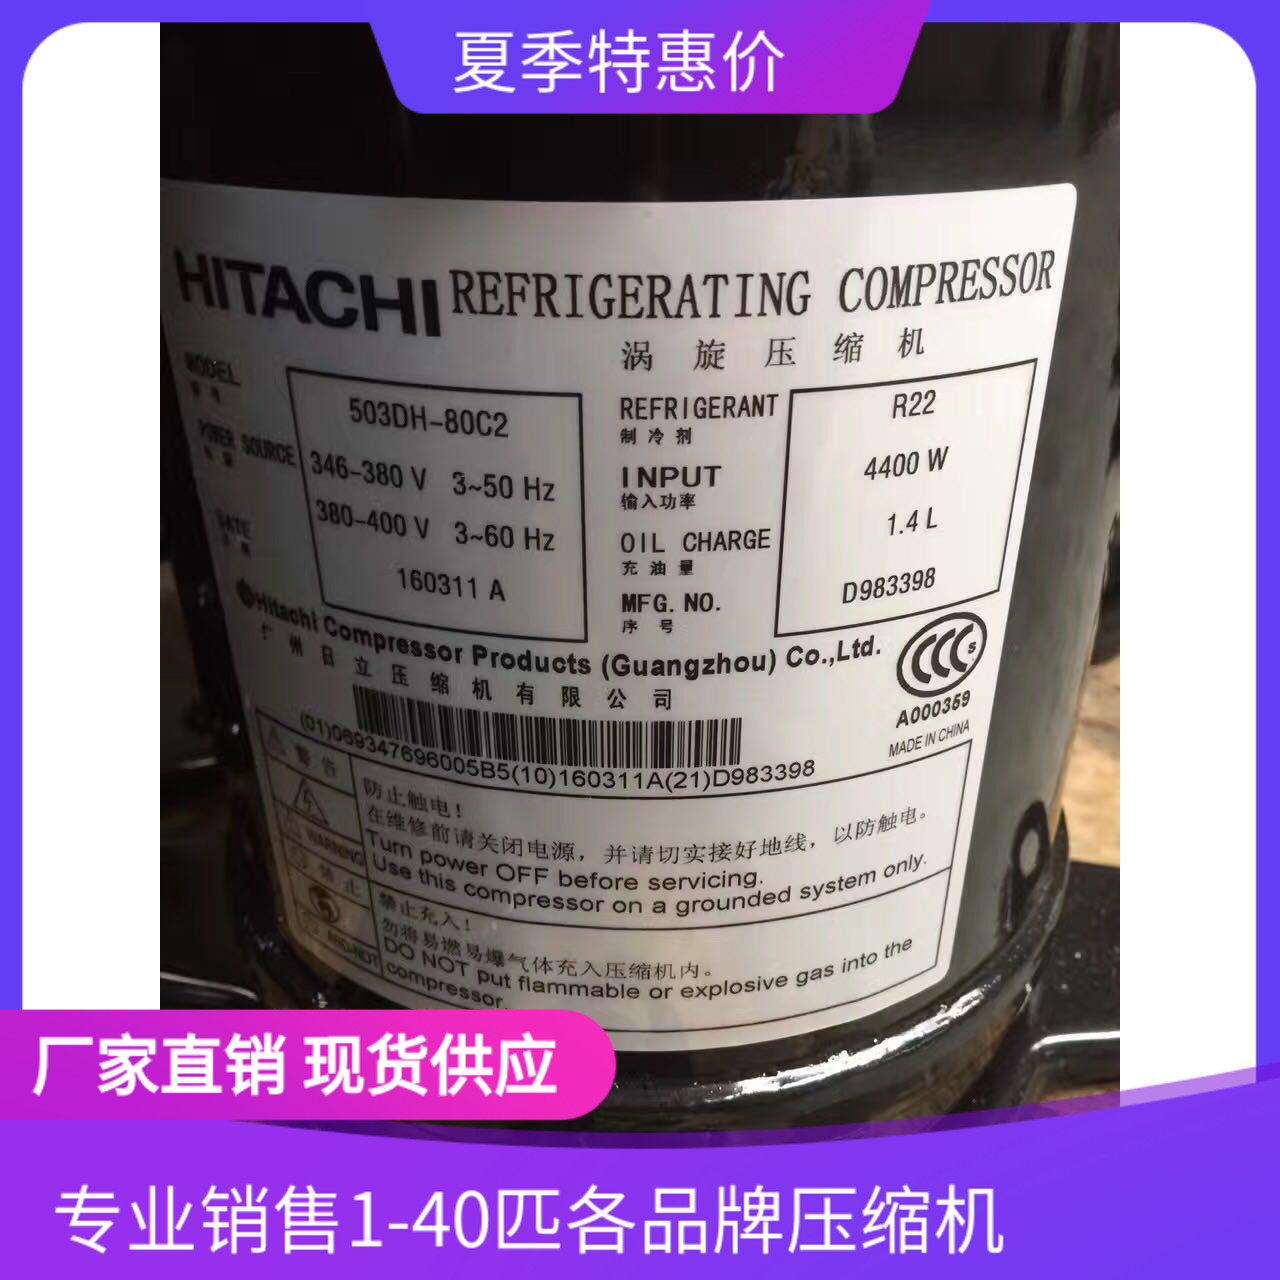 夏季特惠价
HITACHI REFRIGERATING COMPRESSOR
涡旋压缩机
MODEL 503DH-80C2
POWER SOURCE 346-380 V 3~50 Hz
380-400 V 3~60 Hz
DATE 160311 A
REFRIGERANT R22
制冷剂
INPUT 4400 W
输入功率
OIL CHARGE 1.4 L
充油量
MFG. NO. D983398
序号
Hitachi Compressor Products (Guangzhou) Co.,Ltd.
广州日立压缩机有限公司
CCC S
A000359
MADE IN CHINA
(01)069347696005B5(10)160311A(21)D983398
警告
WARNING
防止触电!
在维修前请关闭电源，并请切实接好地线，以防触电。
Turn power OFF before servicing.
Use this compressor on a grounded system only.
禁止
禁止充入!
勿将易燃易爆气体充入压缩机内。
DO NOT put flammable or explosive gas into the
compressor.
厂家直销 现货供应
专业销售1-40匹各品牌压缩机